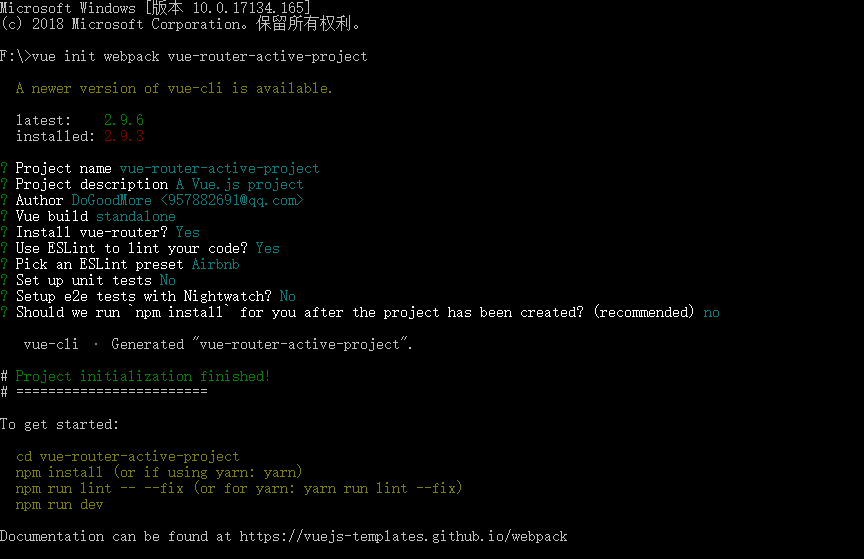 Microsoft Windows [版本 10.0.17134.165]
(c) 2018 Microsoft Corporation。保留所有权利。
F:\>vue init webpack vue-router-active-project
A newer version of vue-cli is available.
latest:    2.9.6
installed: 2.9.3
? Project name vue-router-active-project
? Project description A Vue.js project
? Author DoGoodMore <957882691@qq.com>
? Vue build standalone
? Install vue-router? Yes
? Use ESLint to lint your code? Yes
? Pick an ESLint preset Airbnb
? Set up unit tests No
? Setup e2e tests with Nightwatch? No
? Should we run `npm install` for you after the project has been created? (recommended) no
vue-cli · Generated "vue-router-active-project".
# Project initialization finished!
# ========================
To get started:
cd vue-router-active-project
npm install (or if using yarn: yarn)
npm run lint -- --fix (or for yarn: yarn run lint --fix)
npm run dev
Documentation can be found at https://vuejs-templates.github.io/webpack